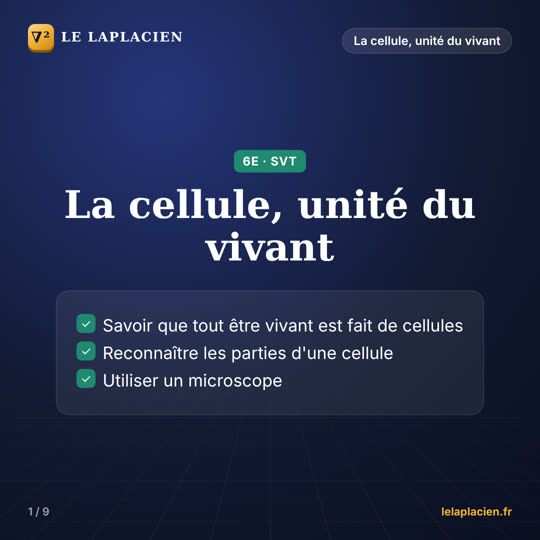 ∇² LE LAPLACIEN
La cellule, unité du vivant
6E · SVT
La cellule, unité du
vivant
Savoir que tout être vivant est fait de cellules
Reconnaître les parties d'une cellule
Utiliser un microscope
1 / 9
lelaplacien.fr